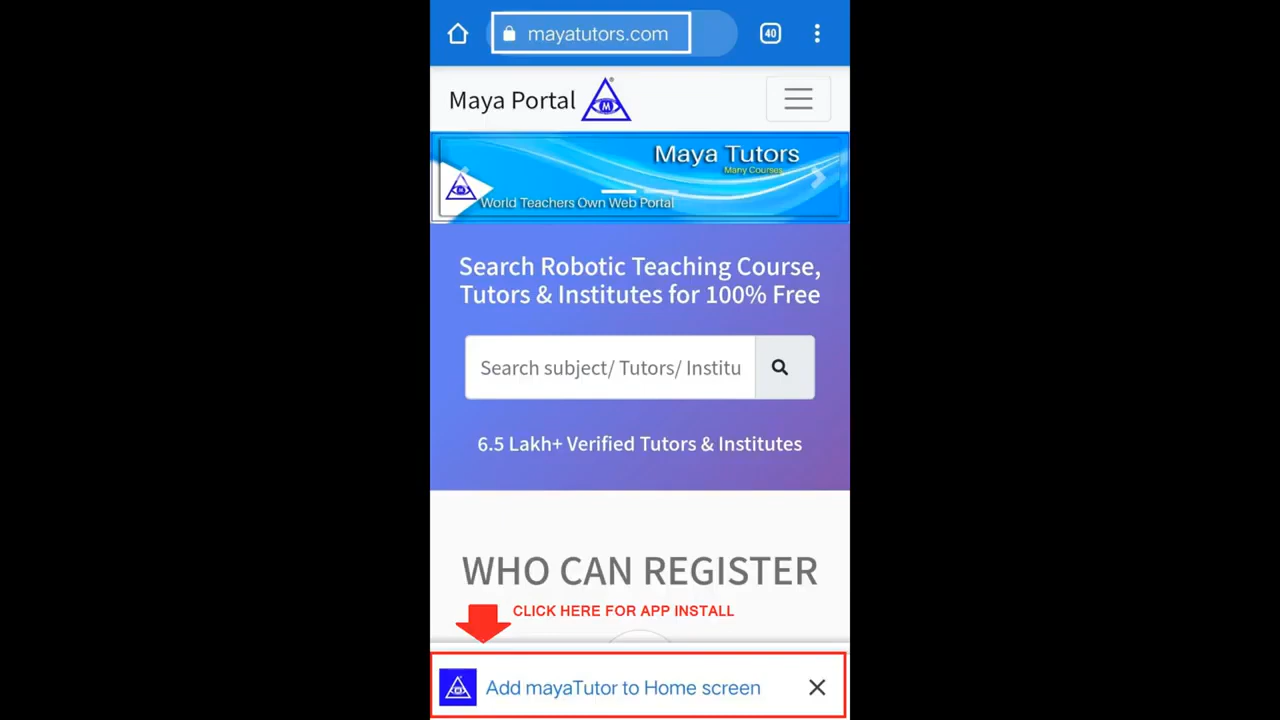 mayatutors.com
40
Maya Portal
M
Maya Tutors
Many Courses
World Teachers Own Web Portal
Search Robotic Teaching Course,
Tutors & Institutes for 100% Free
Search subject/ Tutors/ Institu
6.5 Lakh+ Verified Tutors & Institutes
WHO CAN REGISTER
CLICK HERE FOR APP INSTALL
Add mayaTutor to Home screen